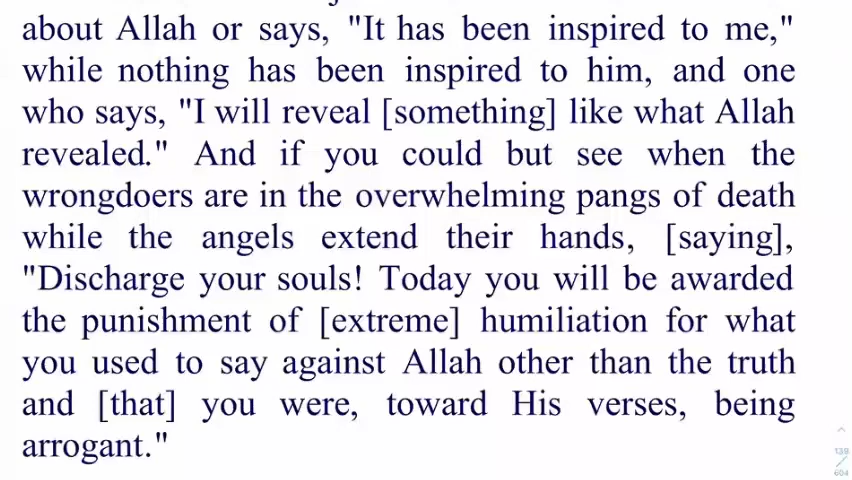 about Allah or says, "It has been inspired to me,"
while nothing has been inspired to him, and one
who says, "I will reveal [something] like what Allah
revealed." And if you could but see when the
wrongdoers are in the overwhelming pangs of death
while the angels extend their hands, [saying],
"Discharge your souls! Today you will be awarded
the punishment of [extreme] humiliation for what
you used to say against Allah other than the truth
and [that] you were, toward His verses, being
arrogant."
139
604